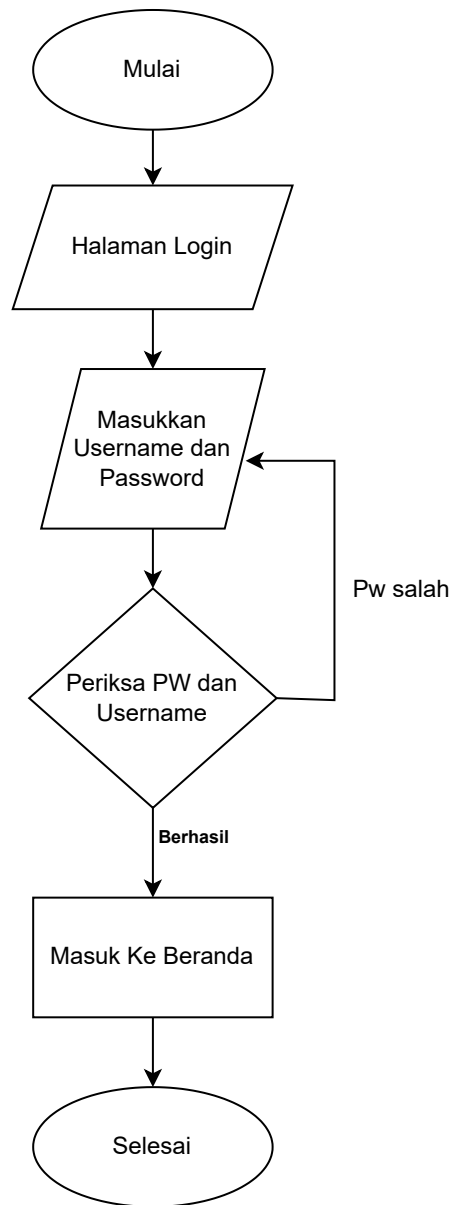 Mulai
Halaman Login
Masukkan
Username dan
Password
Pw salah
Periksa PW dan
Username
Berhasil
Masuk Ke Beranda
Selesai